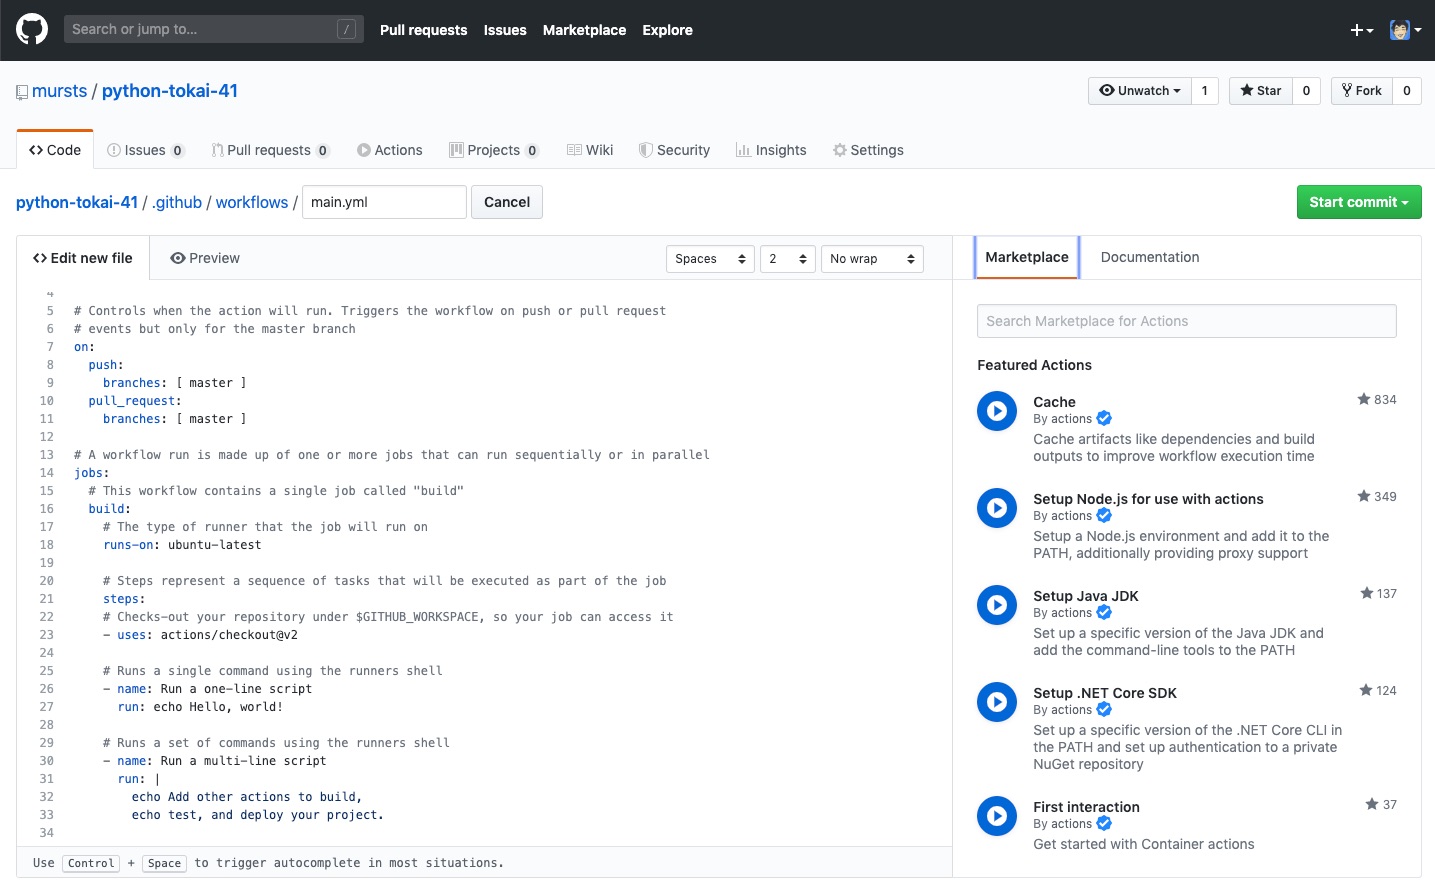 Search or jump to... /
Pull requests Issues Marketplace Explore
mursts / python-tokai-41
Unwatch 1 Star 0 Fork 0
Code Issues 0 Pull requests 0 Actions Projects 0 Wiki Security Insights Settings
python-tokai-41 / .github / workflows / main.yml Cancel Start commit
Edit new file Preview Spaces 2 No wrap
4
5 # Controls when the action will run. Triggers the workflow on push or pull request
6 # events but only for the master branch
7 on:
8   push:
9     branches: [ master ]
10   pull_request:
11     branches: [ master ]
12
13 # A workflow run is made up of one or more jobs that can run sequentially or in parallel
14 jobs:
15   # This workflow contains a single job called "build"
16   build:
17     # The type of runner that the job will run on
18     runs-on: ubuntu-latest
19
20     # Steps represent a sequence of tasks that will be executed as part of the job
21     steps:
22     # Checks-out your repository under $GITHUB_WORKSPACE, so your job can access it
23     - uses: actions/checkout@v2
24
25     # Runs a single command using the runners shell
26     - name: Run a one-line script
27       run: echo Hello, world!
28
29     # Runs a set of commands using the runners shell
30     - name: Run a multi-line script
31       run: |
32         echo Add other actions to build,
33         echo test, and deploy your project.
34
Use Control + Space to trigger autocomplete in most situations.
Marketplace Documentation
Search Marketplace for Actions
Featured Actions
Cache 834
By actions
Cache artifacts like dependencies and build
outputs to improve workflow execution time
Setup Node.js for use with actions 349
By actions
Setup a Node.js environment and add it to the
PATH, additionally providing proxy support
Setup Java JDK 137
By actions
Set up a specific version of the Java JDK and
add the command-line tools to the PATH
Setup .NET Core SDK 124
By actions
Set up a specific version of the .NET Core CLI in
the PATH and set up authentication to a private
NuGet repository
First interaction 37
By actions
Get started with Container actions